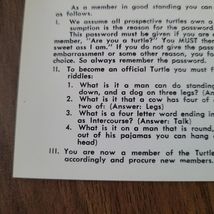 As a member in good standing you can
as follows.
I. We assume all prospective turtles own
sumption is the reason for the password.
This password must be given if you are
member, "Are you a turtle?" You MUST then
sweet ass I am." If you do not give the pass
embarrassment or some other reason, you fo
choice. So always remember the password.
II. To become an official Turtle you must f
riddles:
1. What is it a man can do standing
down, and a dog on three legs? (Ans
2. What is it that a cow has four of
two of: (Answer: Legs)
3. What is a four letter word ending in
as Intercourse? (Answer: Talk)
4. What is it on a man that is round,
out of his pajamas you can hang
head)
III. You are now a member of the Turtle
accordingly and procure new members.